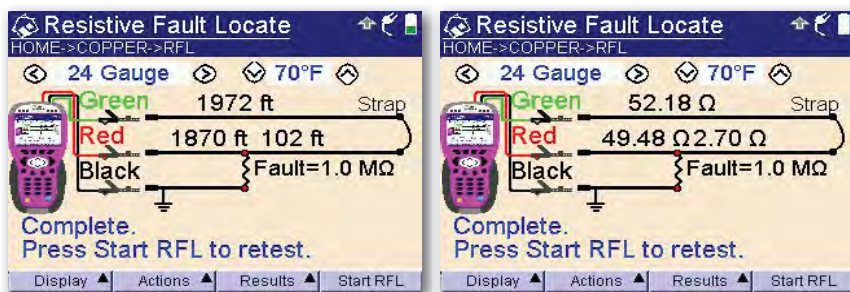 Resistive Fault Locate
HOME->COPPER->RFL
24 Gauge 70°F
Green 1972 ft Strap
Red 1870 ft 102 ft
Black Fault=1.0 MΩ
Complete.
Press Start RFL to retest.
Display Actions Results Start RFL
Resistive Fault Locate
HOME->COPPER->RFL
24 Gauge 70°F
Green 52.18 Ω Strap
Red 49.48 Ω 2.70 Ω
Black Fault=1.0 MΩ
Complete.
Press Start RFL to retest.
Display Actions Results Start RFL